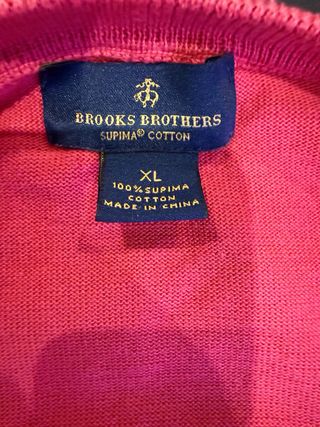 BROOKS BROTHERS
SUPIMA® COTTON
XL
100% SUPIMA
COTTON
MADE IN CHINA